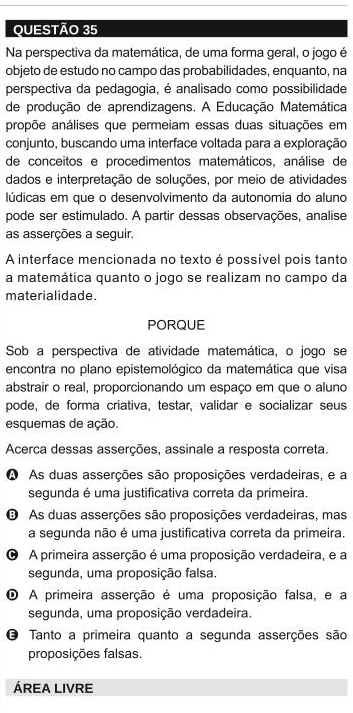 QUESTÃO 35
Na perspectiva da matemática, de uma forma geral, o jogo é
objeto de estudo no campo das probabilidades, enquanto, na
perspectiva da pedagogia, é analisado como possibilidade
de produção de aprendizagens. A Educação Matemática
propõe análises que permeiam essas duas situações em
conjunto, buscando uma interface voltada para a exploração
de conceitos e procedimentos matemáticos, análise de
dados e interpretação de soluções, por meio de atividades
lúdicas em que o desenvolvimento da autonomia do aluno
pode ser estimulado. A partir dessas observações, analise
as asserções a seguir.
A interface mencionada no texto é possível pois tanto
a matemática quanto o jogo se realizam no campo da
materialidade.
PORQUE
Sob a perspectiva de atividade matemática, o jogo se
encontra no plano epistemológico da matemática que visa
abstrair o real, proporcionando um espaço em que o aluno
pode, de forma criativa, testar, validar e socializar seus
esquemas de ação.
Acerca dessas asserções, assinale a resposta correta.
A As duas asserções são proposições verdadeiras, e a
segunda é uma justificativa correta da primeira.
B As duas asserções são proposições verdadeiras, mas
a segunda não é uma justificativa correta da primeira.
C A primeira asserção é uma proposição verdadeira, e a
segunda, uma proposição falsa.
D A primeira asserção é uma proposição falsa, e a
segunda, uma proposição verdadeira.
E Tanto a primeira quanto a segunda asserções são
proposições falsas.
ÁREA LIVRE